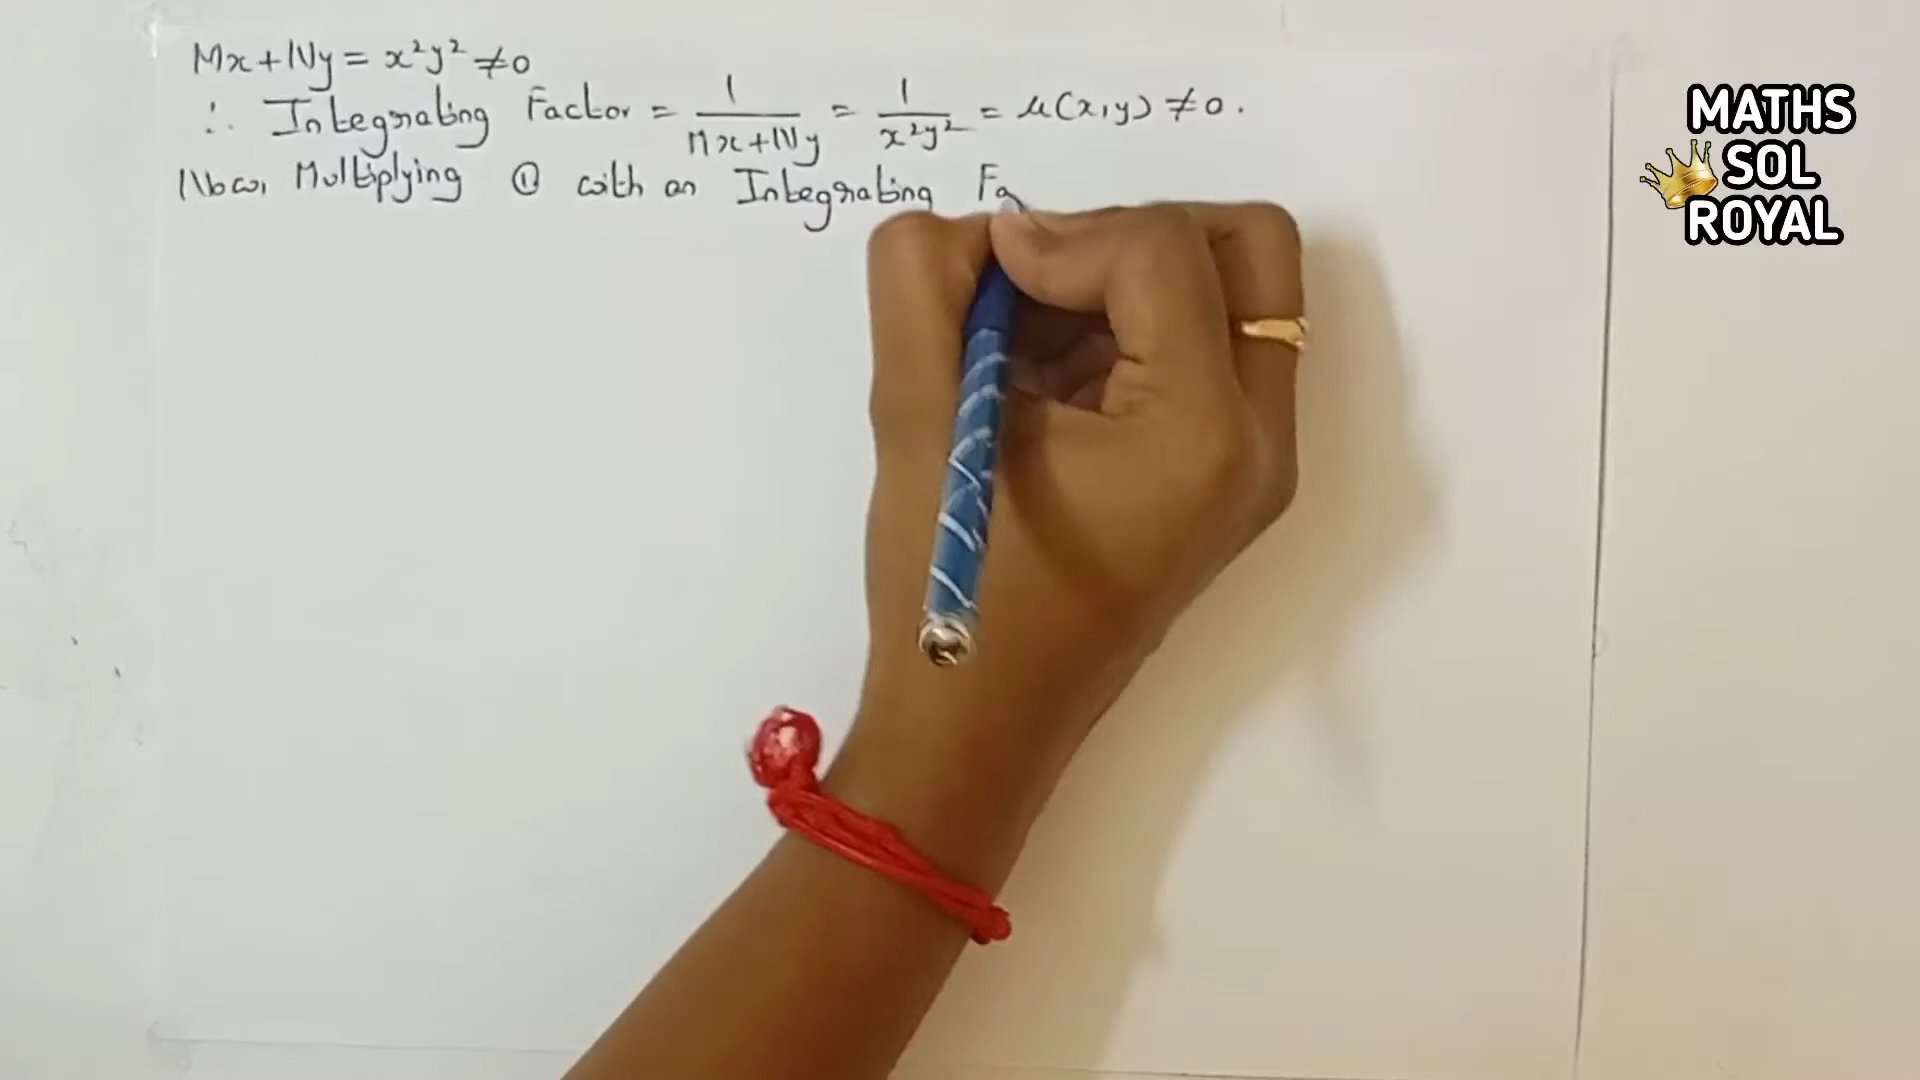 Mx+Ny = x²y² ≠ 0
∴ Integrating Factor = 1/(Mx+Ny) = 1/(x²y²) = μ(x,y) ≠ 0.
Now, Multiplying ① with an Integrating Fa
MATHS
SOL
ROYAL